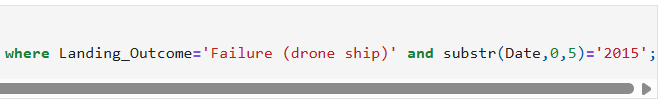 where Landing_Outcome='Failure (drone ship)' and substr(Date,0,5)='2015';